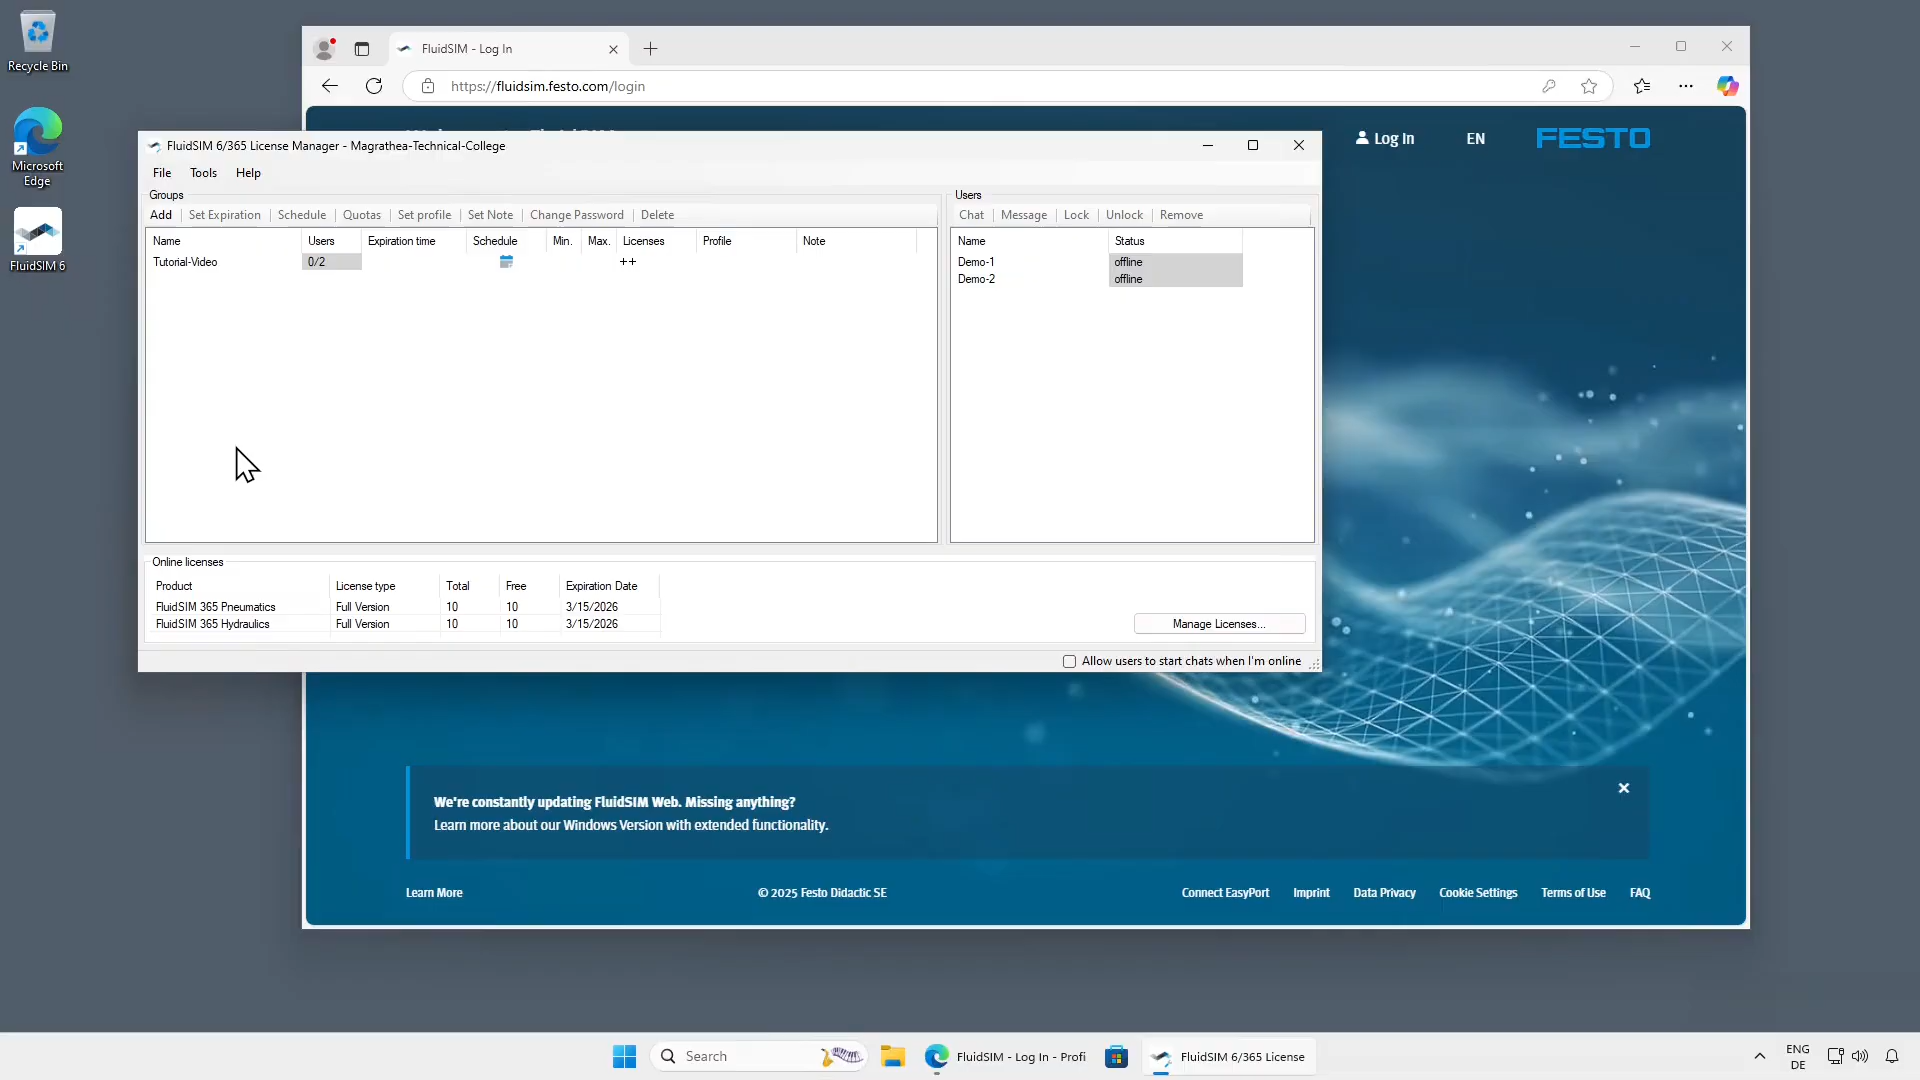 Recycle Bin
Microsoft
Edge
FluidSIM 6
FluidSIM - Log In
https://fluidsim.festo.com/login
Log In
EN
FESTO
FluidSIM 6/365 License Manager - Magrathea-Technical-College
File Tools Help
Groups
Add Set Expiration Schedule Quotas Set profile Set Note Change Password Delete
Name Users Expiration time Schedule Min. Max. Licenses Profile Note
Tutorial-Video 0/2 ++
Users
Chat Message Lock Unlock Remove
Name Status
Demo-1 offline
Demo-2 offline
Online licenses
Product License type Total Free Expiration Date
FluidSIM 365 Pneumatics Full Version 10 10 3/15/2026
FluidSIM 365 Hydraulics Full Version 10 10 3/15/2026
Manage Licenses...
Allow users to start chats when I'm online
We're constantly updating FluidSIM Web. Missing anything?
Learn more about our Windows Version with extended functionality.
Learn More
© 2025 Festo Didactic SE
Connect EasyPort Imprint Data Privacy Cookie Settings Terms of Use FAQ
Search
FluidSIM - Log In - Profi
FluidSIM 6/365 License
ENG
DE